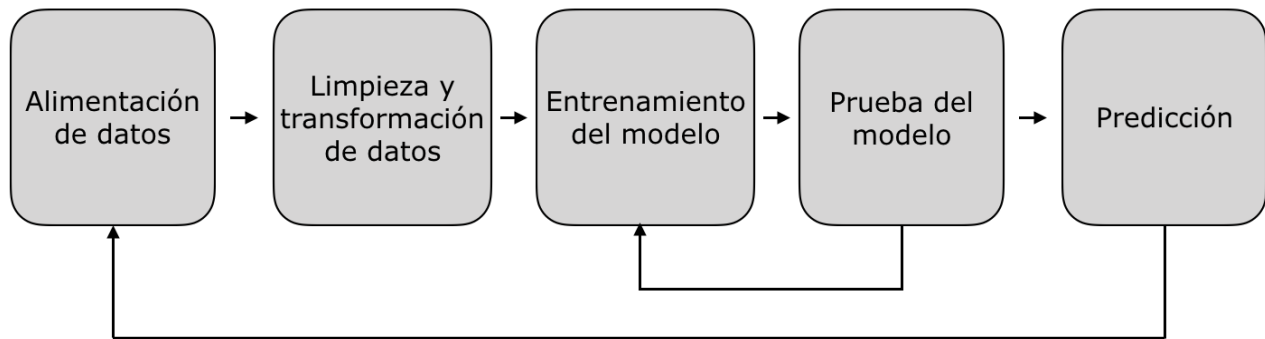 Alimentación
de datos
Limpieza y
transformación
de datos
Entrenamiento
del modelo
Prueba del
modelo
Predicción